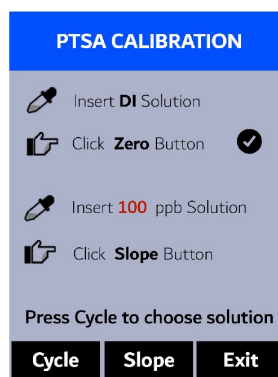 PTSA CALIBRATION
Insert DI Solution
Click Zero Button
Insert 100 ppb Solution
Click Slope Button
Press Cycle to choose solution
Cycle Slope Exit